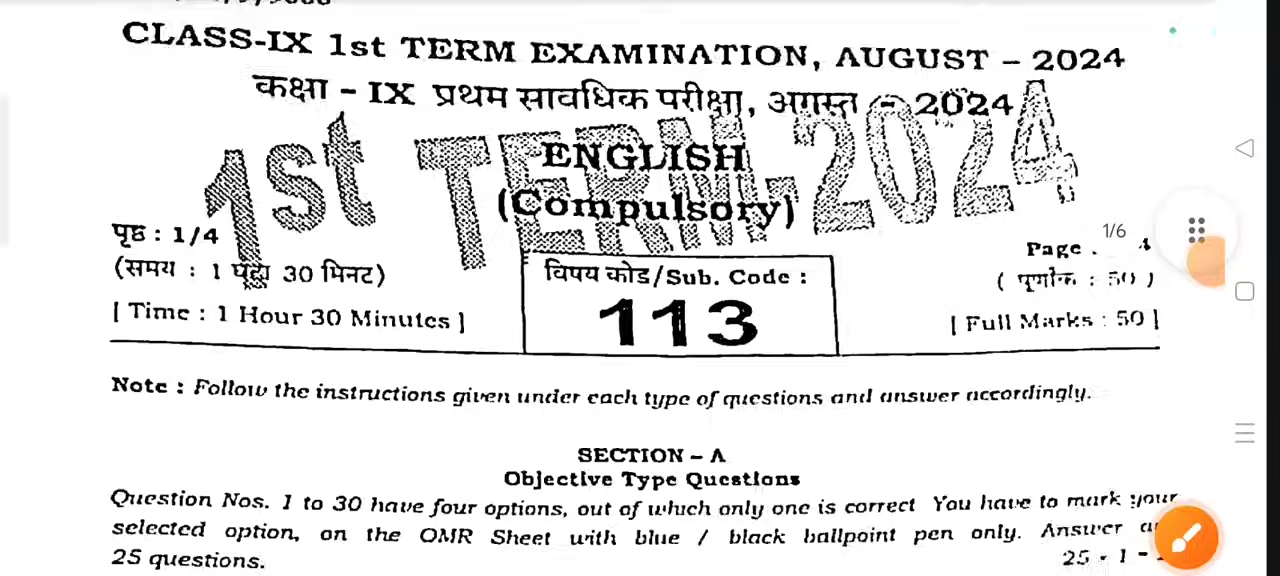 CLASS-IX 1st TERM EXAMINATION, AUGUST – 2024
कक्षा – IX प्रथम सावधिक परीक्षा, अगस्त – 2024
1st TERM, 2024
ENGLISH
(Compulsory)
पृष्ठ : 1/4
Page
1/6
(समय : 1 घण्टा 30 मिनट)
विषय कोड/Sub. Code :
( पूर्णांक : 50 )
[ Time : 1 Hour 30 Minutes ]
113
[ Full Marks : 50 ]
Note : Follow the instructions given under each type of questions and answer accordingly.
SECTION – A
Objective Type Questions
Question Nos. 1 to 30 have four options, out of which only one is correct You have to mark your
selected option, on the OMR Sheet with blue / black ballpoint pen only. Answer
25 questions.
25 × 1 =